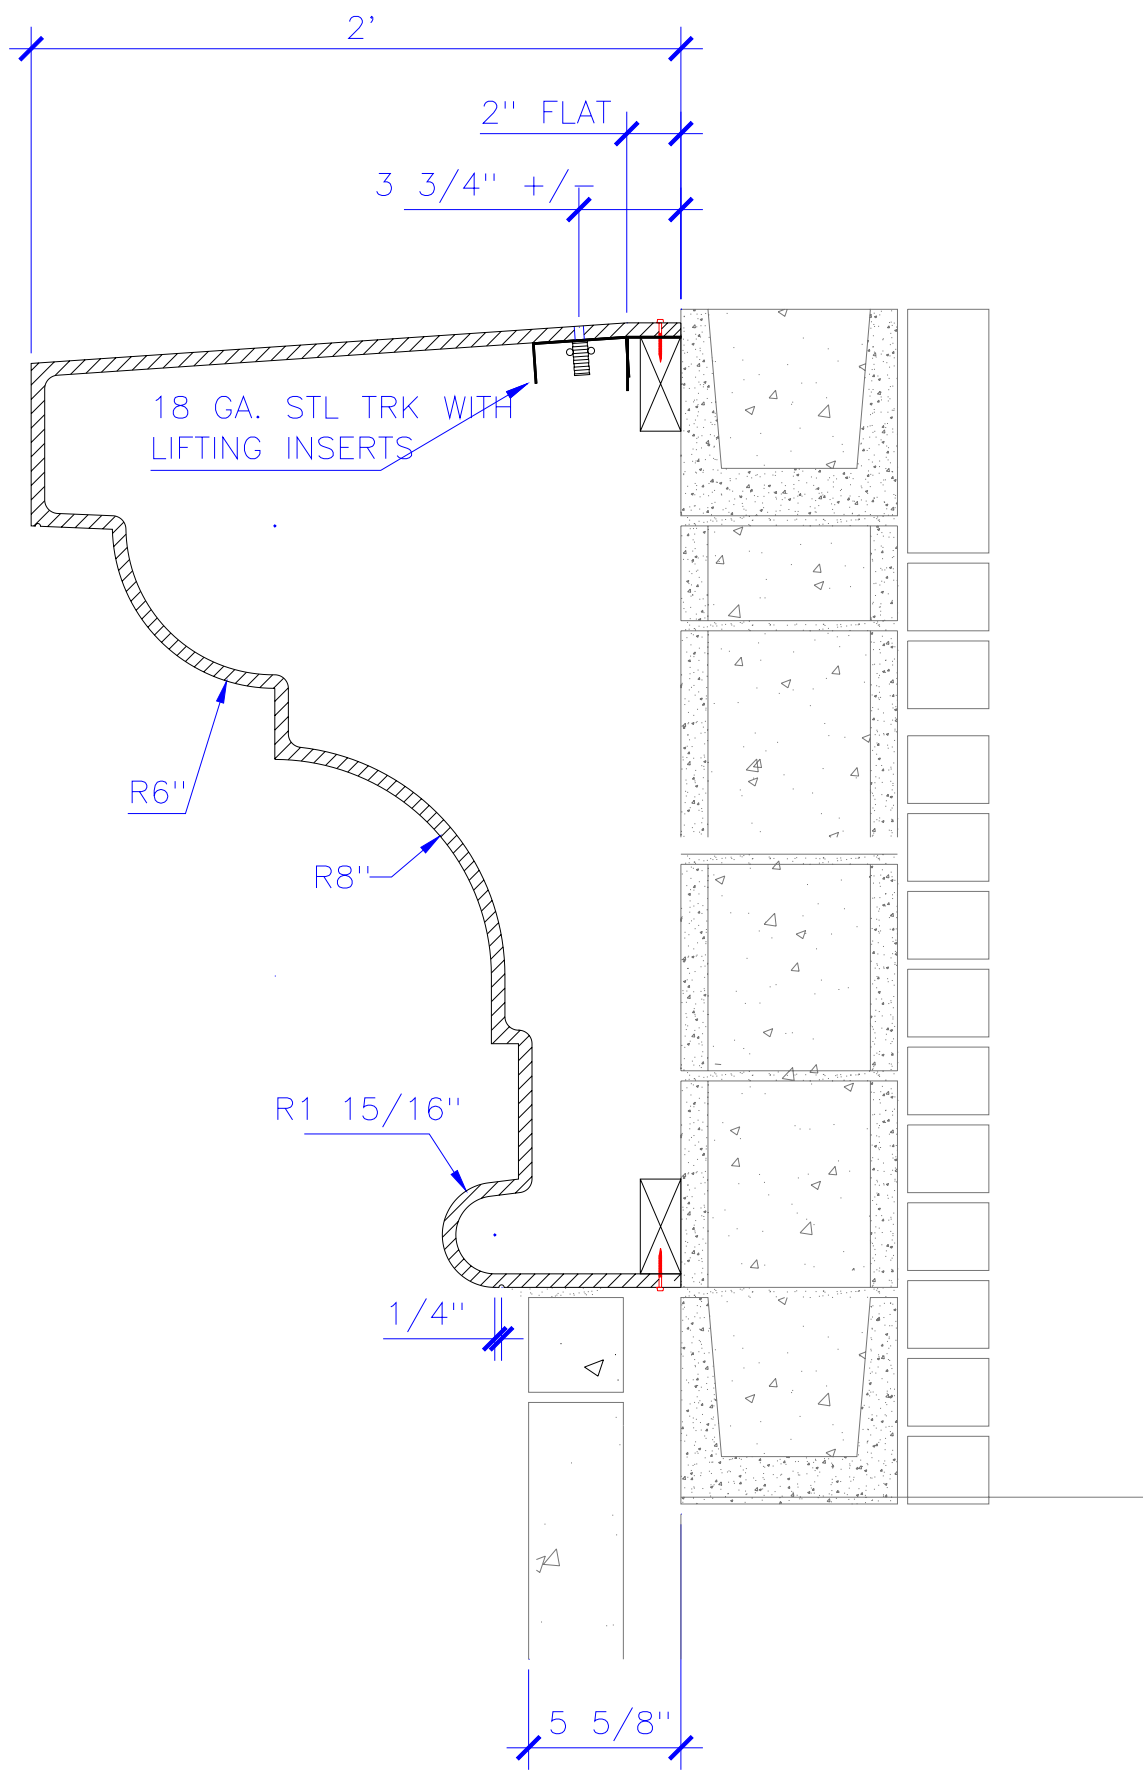 2'
2" FLAT
3 3/4" +/-
18 GA. STL TRK WITH
LIFTING INSERTS
R6"
R8"
R1 15/16"
1/4"
5 5/8"